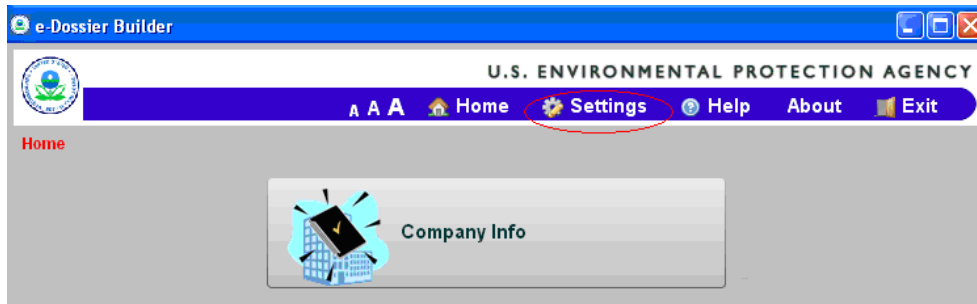 e-Dossier Builder
U.S. ENVIRONMENTAL PROTECTION AGENCY
A A A Home Settings Help About Exit
Home
Company Info